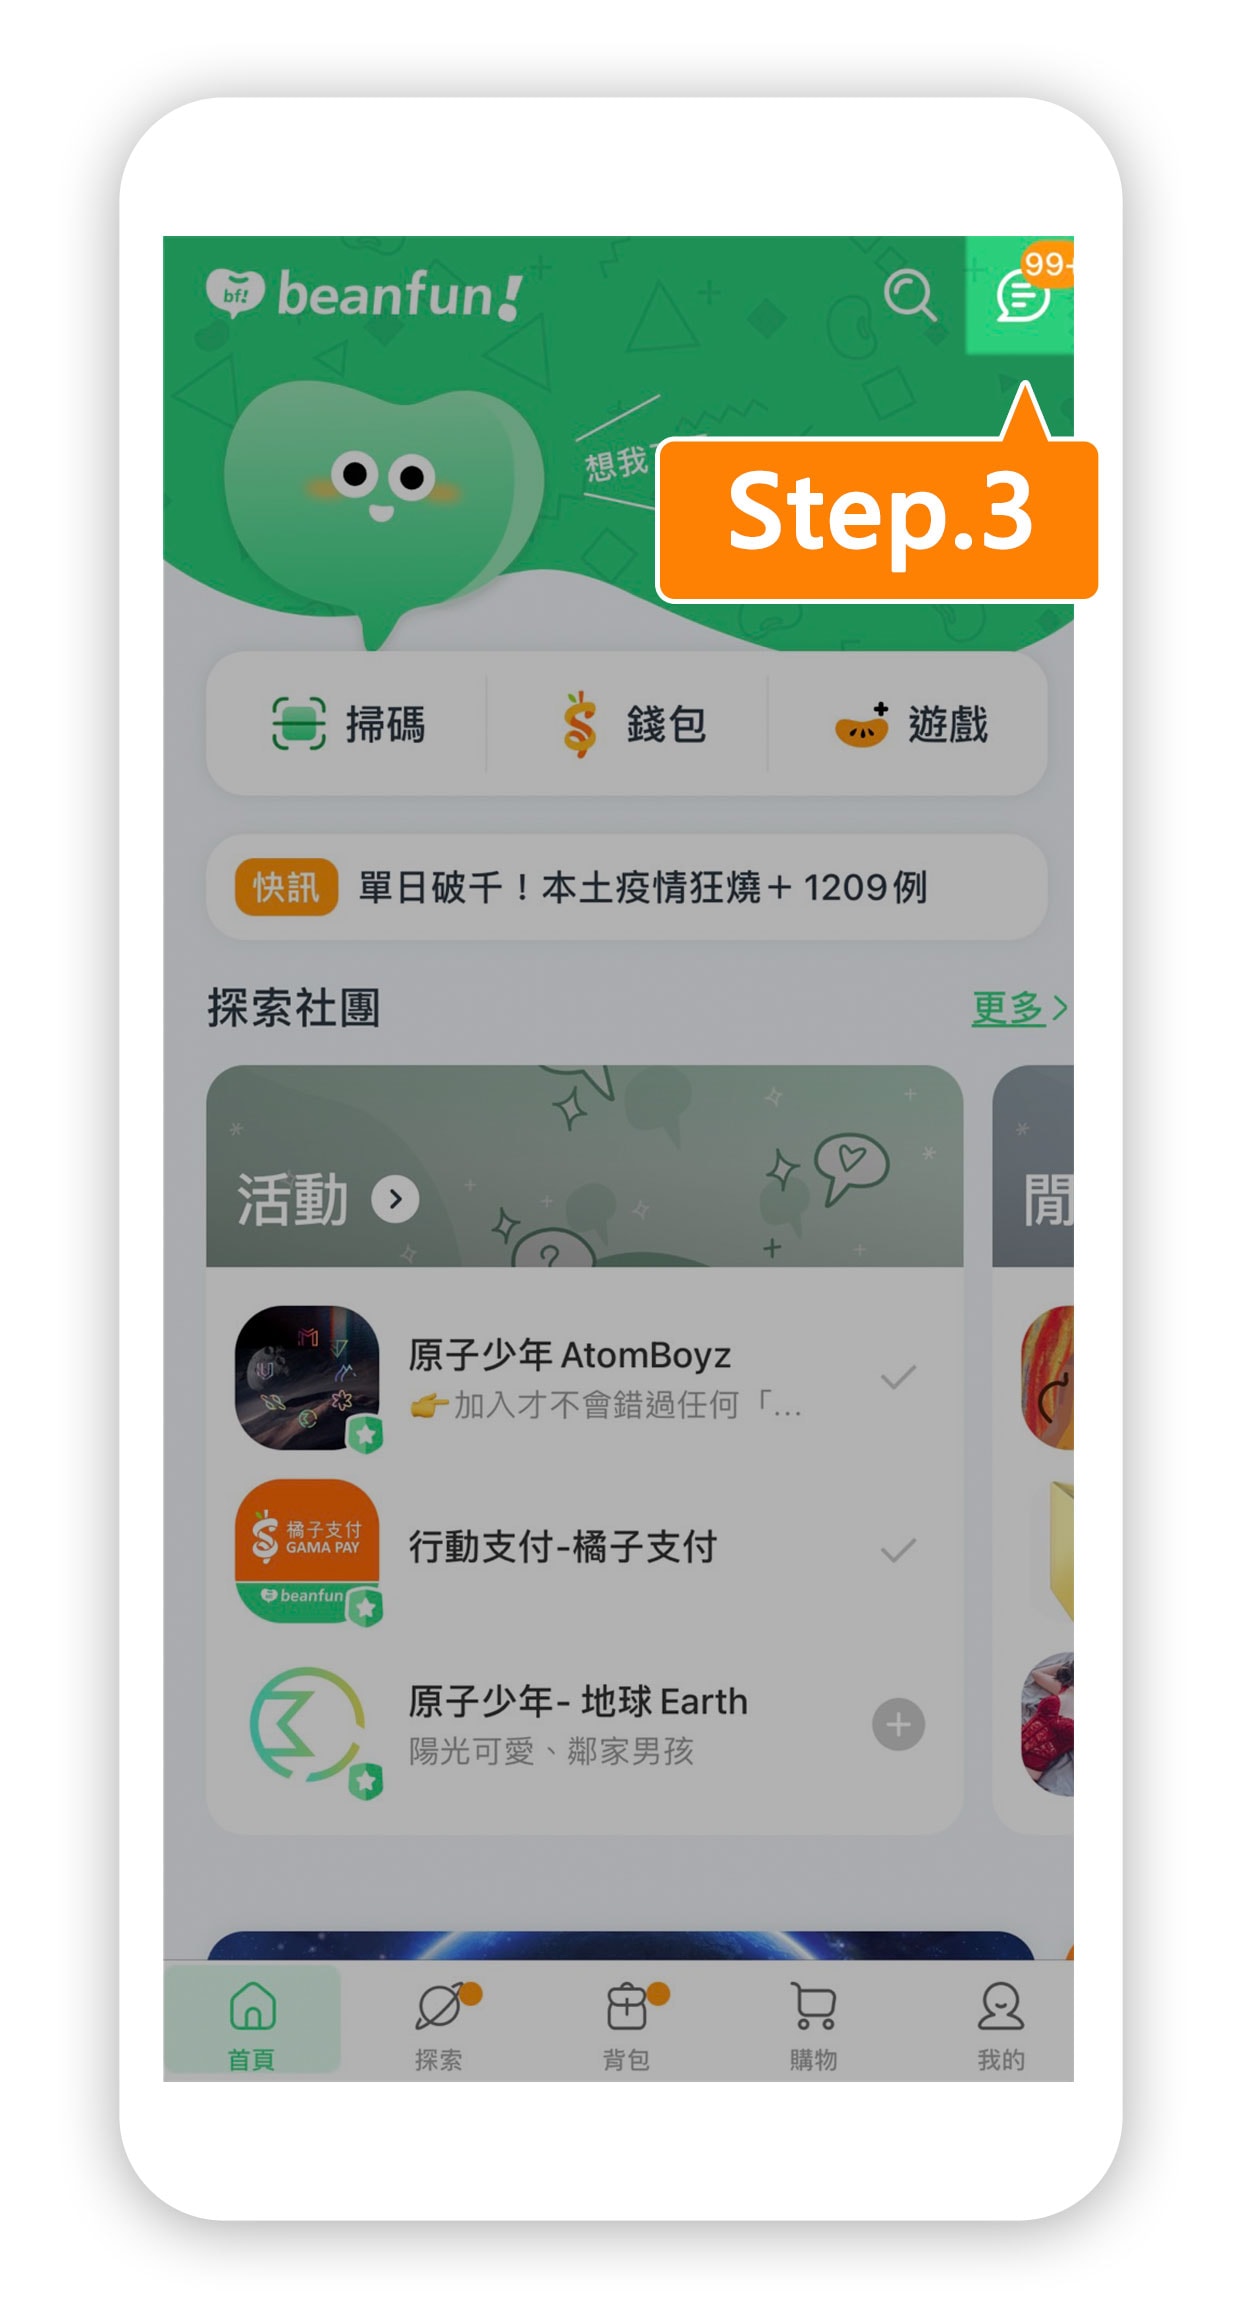 bf! beanfun!
99+
想我
Step.3
掃碼 錢包 遊戲
快訊 單日破千！本土疫情狂燒＋1209例
探索社團 更多
活動
閒
原子少年 AtomBoyz
👉加入才不會錯過任何「...
橘子支付
GAMA PAY
beanfun
行動支付-橘子支付
原子少年- 地球 Earth
陽光可愛、鄰家男孩
首頁 探索 背包 購物 我的